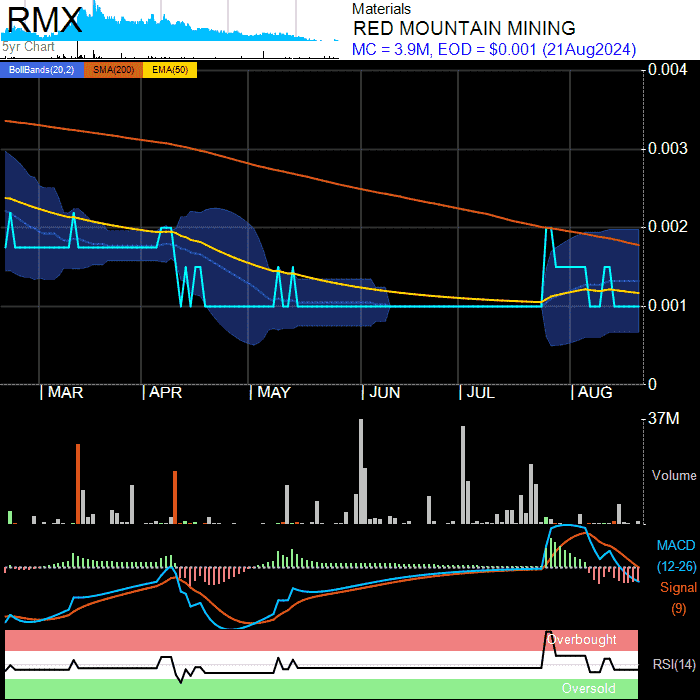 RMX
5yr Chart
Materials
RED MOUNTAIN MINING
MC = 3.9M, EOD = $0.001 (21Aug2024)
BollBands(20,2) SMA(200) EMA(50)
0.004
0.003
0.002
0.001
0
MAR APR MAY JUN JUL AUG
37M
Volume
MACD
(12-26)
Signal
(9)
Overbought
RSI(14)
Oversold